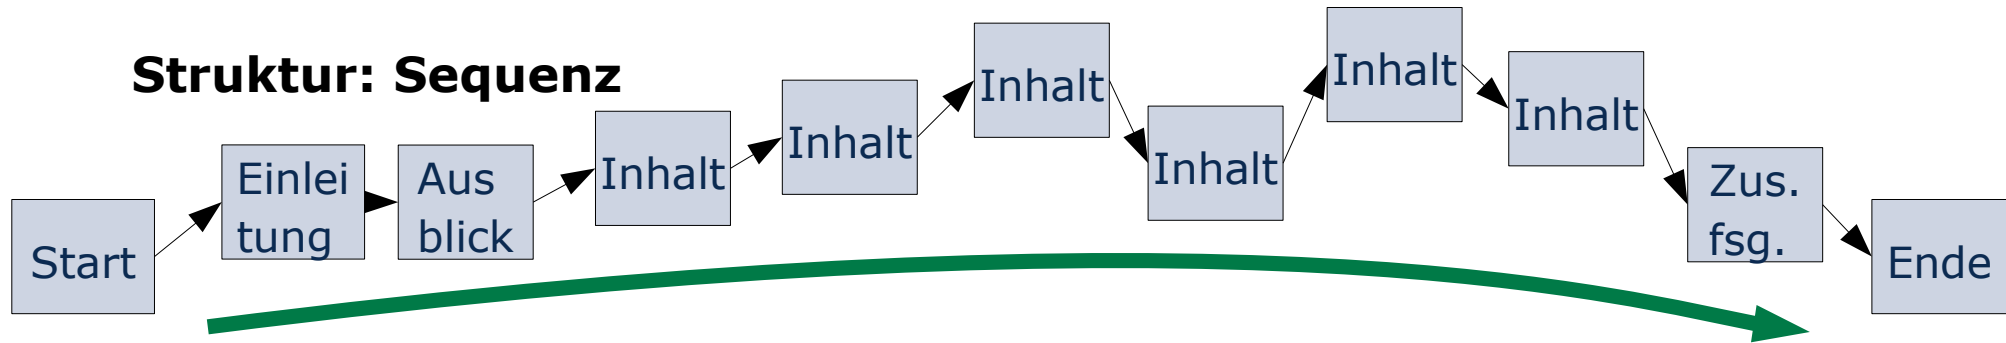 Struktur: Sequenz
Start
Einlei
tung
Aus
blick
Inhalt
Inhalt
Inhalt
Inhalt
Inhalt
Inhalt
Zus.
fsg.
Ende